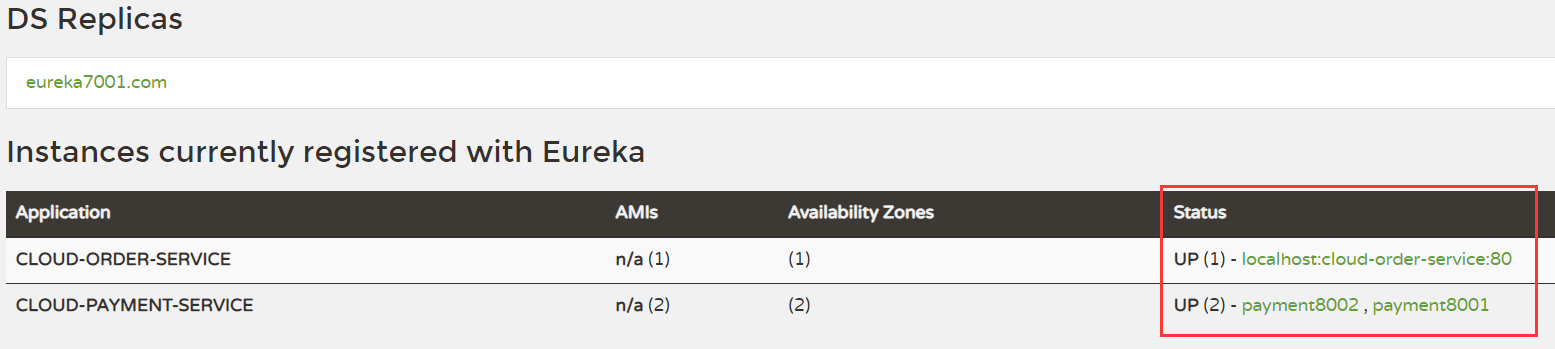 DS Replicas
eureka7001.com
Instances currently registered with Eureka
Application AMIs Availability Zones Status
CLOUD-ORDER-SERVICE n/a (1) (1) UP (1) - localhost:cloud-order-service:80
CLOUD-PAYMENT-SERVICE n/a (2) (2) UP (2) - payment8002 , payment8001